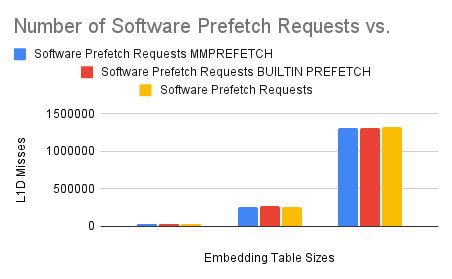 Number of Software Prefetch Requests vs.
Software Prefetch Requests MMPREFETCH
Software Prefetch Requests BUILTIN PREFETCH
Software Prefetch Requests
1500000
1000000
500000
0
L1D Misses
Embedding Table Sizes